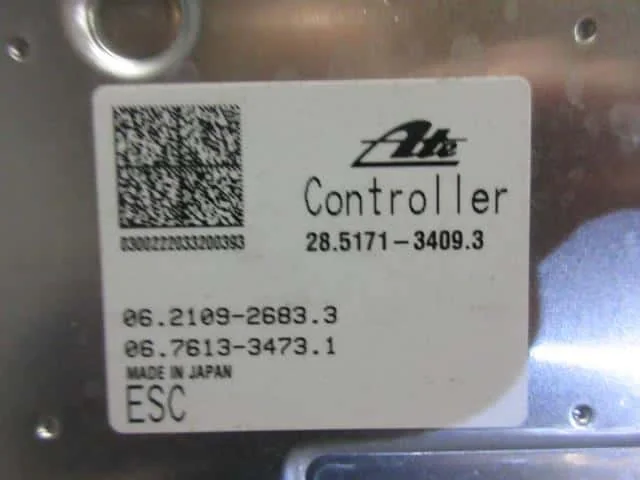 Ate
Controller
0300222033200393
28.5171-3409.3
06.2109-2683.3
06.7613-3473.1
MADE IN JAPAN
ESC